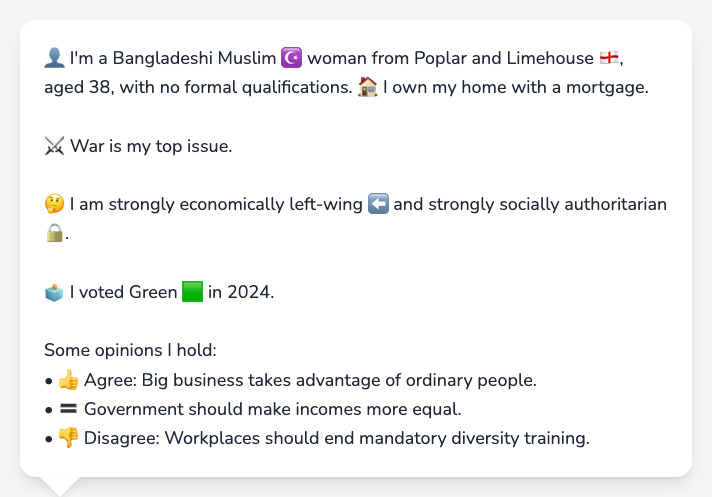 👤 I'm a Bangladeshi Muslim ☪️ woman from Poplar and Limehouse 🏴󠁧󠁢󠁥󠁮󠁧󠁿,
aged 38, with no formal qualifications. 🏠 I own my home with a mortgage.
⚔️ War is my top issue.
🤔 I am strongly economically left-wing ⬅️ and strongly socially authoritarian
🔒.
🗳️ I voted Green 🟩 in 2024.
Some opinions I hold:
• 👍 Agree: Big business takes advantage of ordinary people.
• 🟰 Government should make incomes more equal.
• 👎 Disagree: Workplaces should end mandatory diversity training.